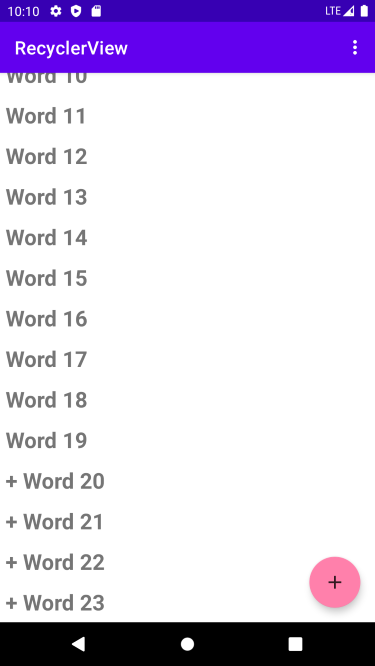 10:10
LTE
RecyclerView
Word 10
Word 11
Word 12
Word 13
Word 14
Word 15
Word 16
Word 17
Word 18
Word 19
+ Word 20
+ Word 21
+ Word 22
+ Word 23
+